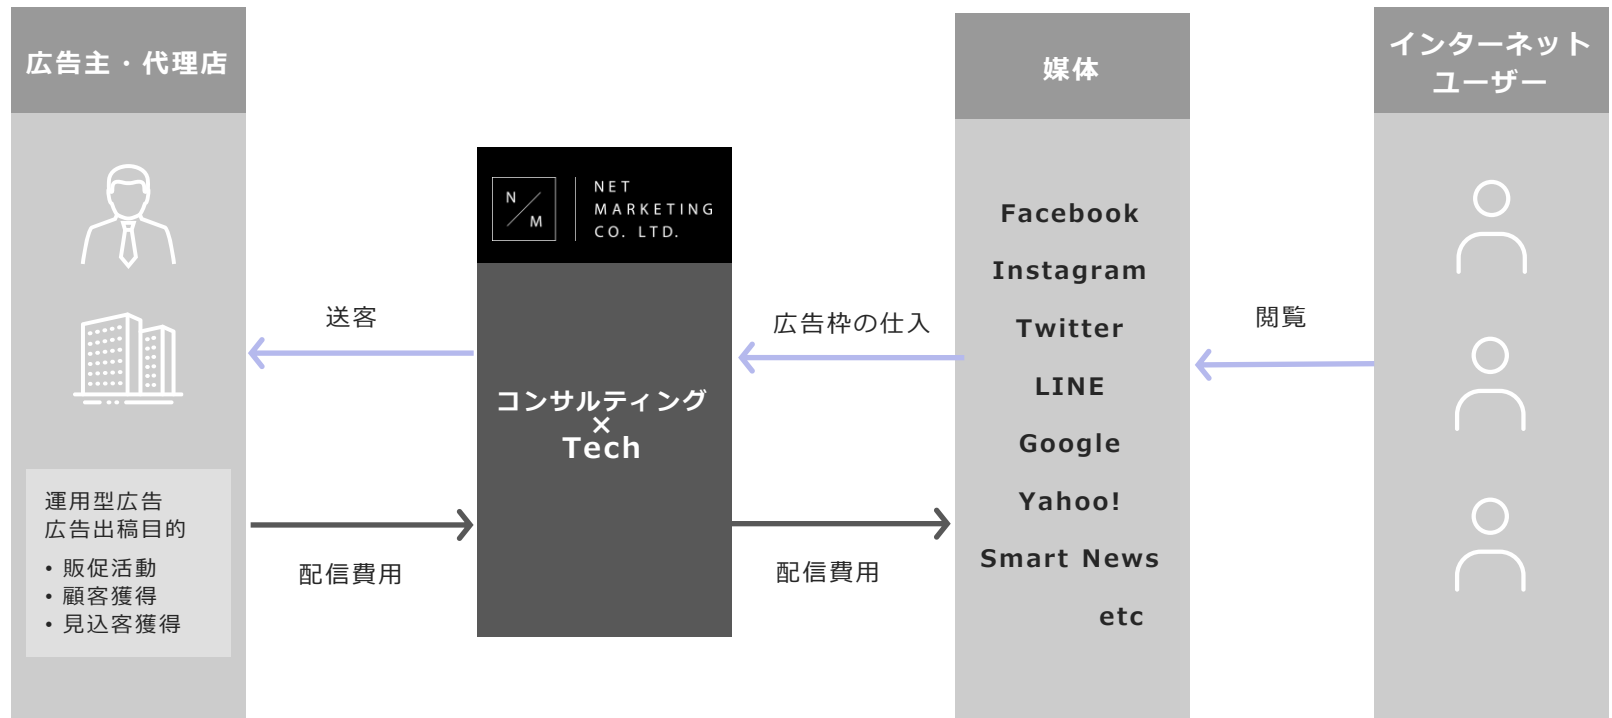 広告主・代理店
運用型広告
広告出稿目的
• 販促活動
• 顧客獲得
• 見込客獲得
送客
配信費用
N
M
NET
MARKETING
CO. LTD.
コンサルティング
×
Tech
広告枠の仕入
配信費用
媒体
Facebook
Instagram
Twitter
LINE
Google
Yahoo!
Smart News
etc
閲覧
インターネット
ユーザー